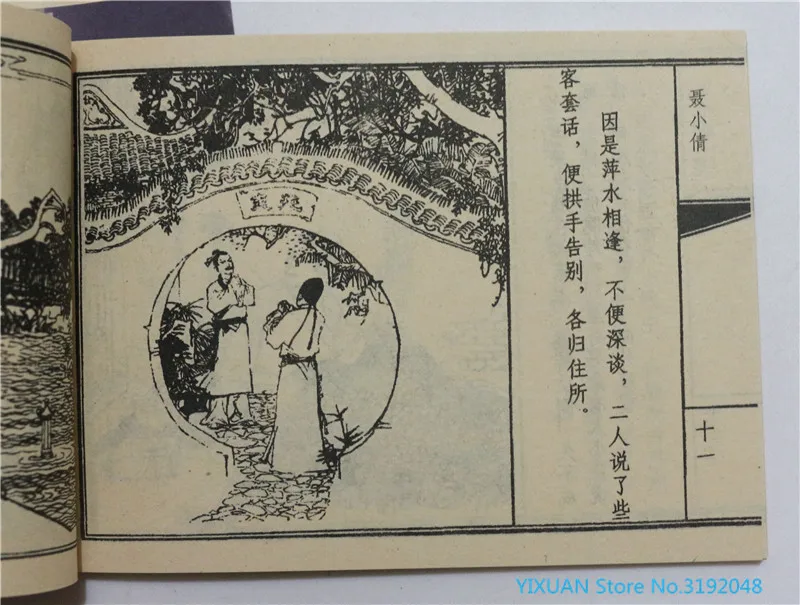 聂小倩
因是萍水相逢，不便深谈，二人说了些
客套话，便拱手告别，各归住所。
十一
YIXUAN Store No.3192048